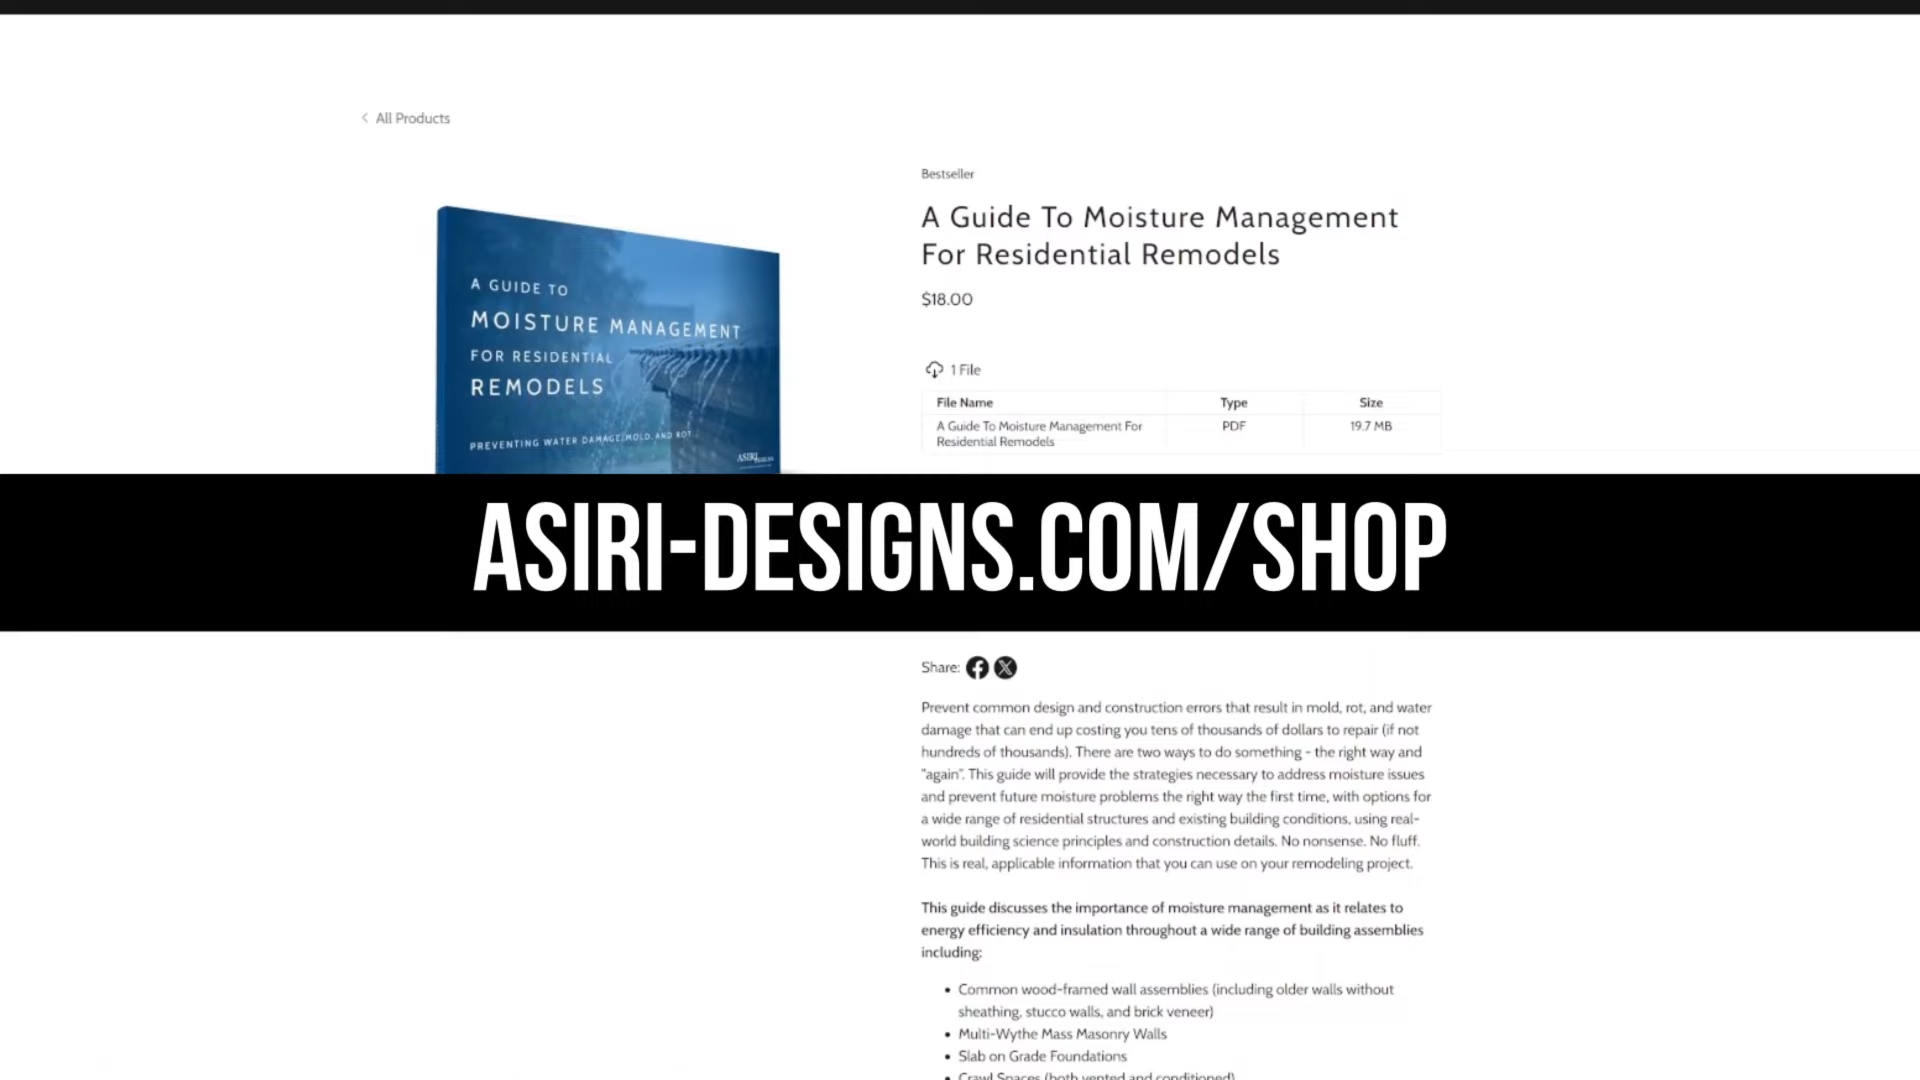 All Products
Bestseller
A Guide To Moisture Management
For Residential Remodels
$18.00
A GUIDE TO
MOISTURE MANAGEMENT
FOR RESIDENTIAL
REMODELS
PREVENTING WATER DAMAGE, MOLD, AND ROT
ASIRI DESIGNS
1 File
File Name Type Size
A Guide To Moisture Management For PDF 19.7 MB
Residential Remodels
ASIRI-DESIGNS.COM/SHOP
Share:
Prevent common design and construction errors that result in mold, rot, and water
damage that can end up costing you tens of thousands of dollars to repair (if not
hundreds of thousands). There are two ways to do something - the right way and
"again". This guide will provide the strategies necessary to address moisture issues
and prevent future moisture problems the right way the first time, with options for
a wide range of residential structures and existing building conditions, using real-
world building science principles and construction details. No nonsense. No fluff.
This is real, applicable information that you can use on your remodeling project.
This guide discusses the importance of moisture management as it relates to
energy efficiency and insulation throughout a wide range of building assemblies
including:
• Common wood-framed wall assemblies (including older walls without
sheathing, stucco walls, and brick veneer)
• Multi-Wythe Mass Masonry Walls
• Slab on Grade Foundations
• Crawl Spaces (both vented and conditioned)